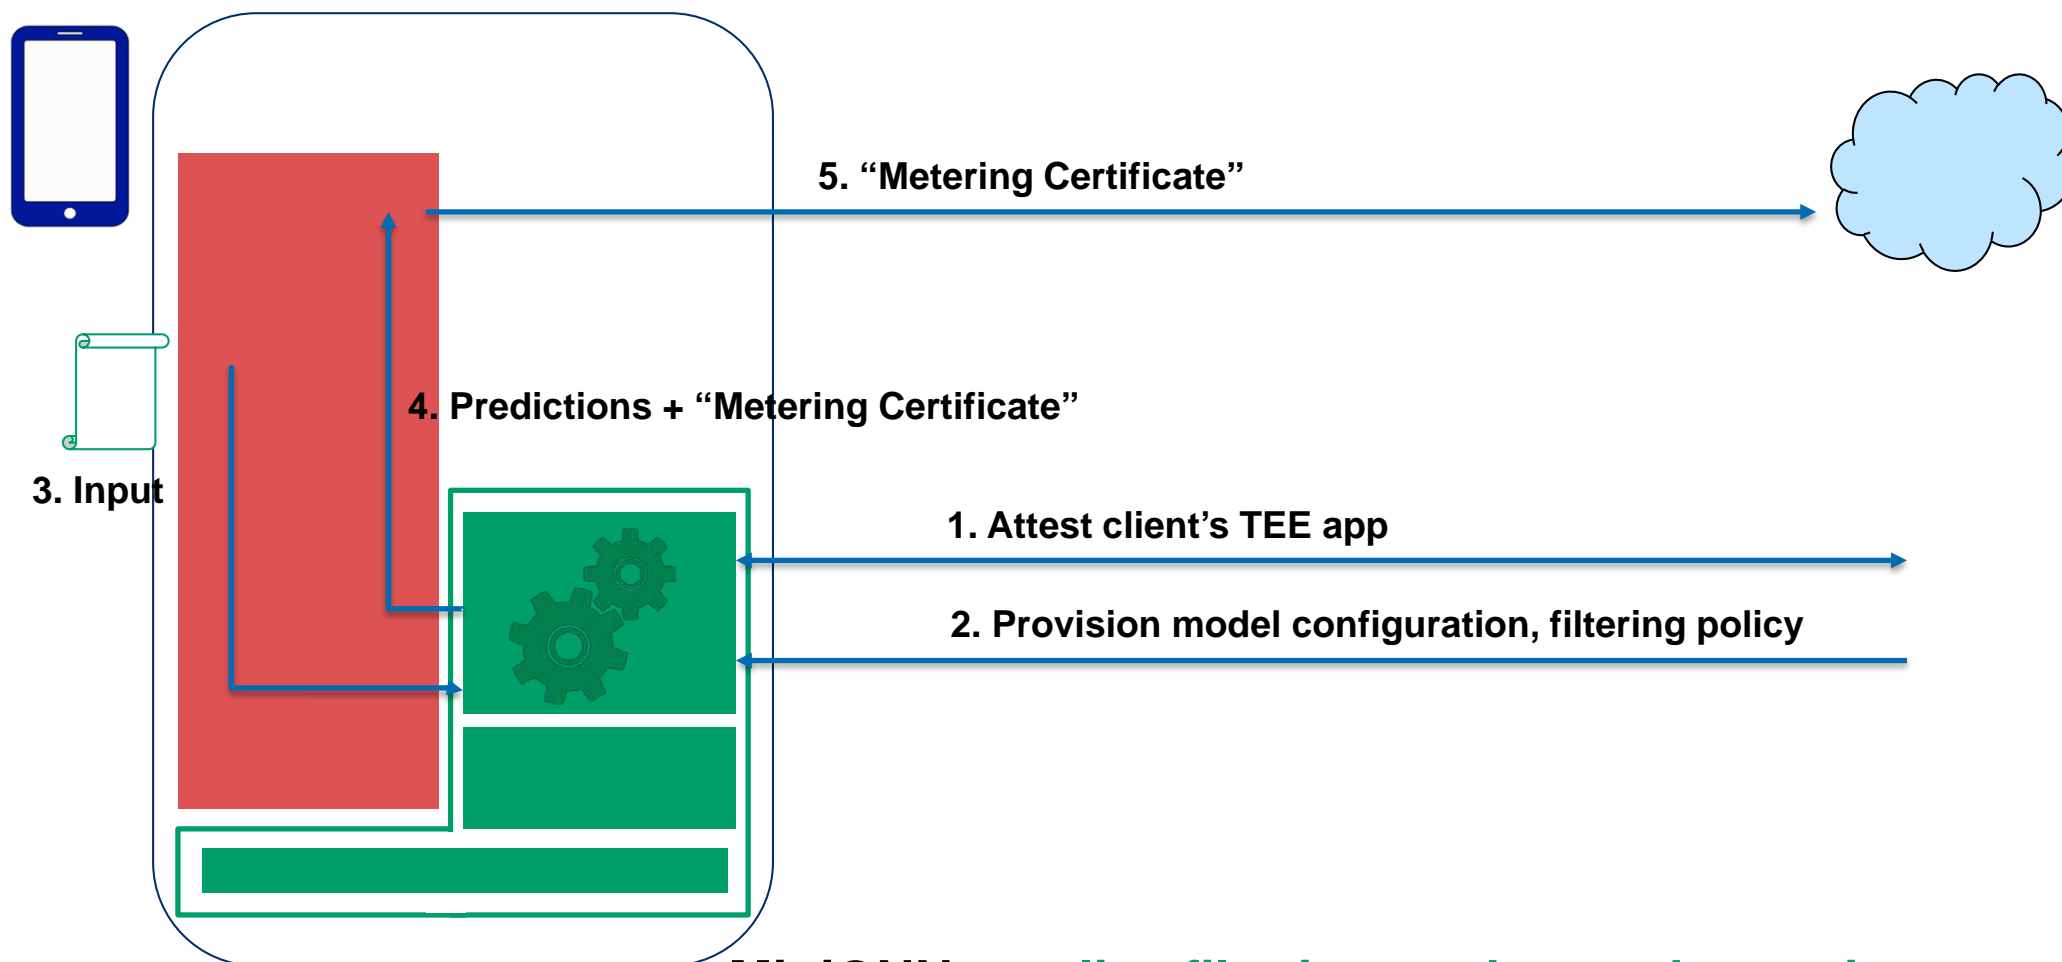 5. “Metering Certificate”
4. Predictions + “Metering Certificate”
3. Input
1. Attest client’s TEE app
2. Provision model configuration, filtering policy